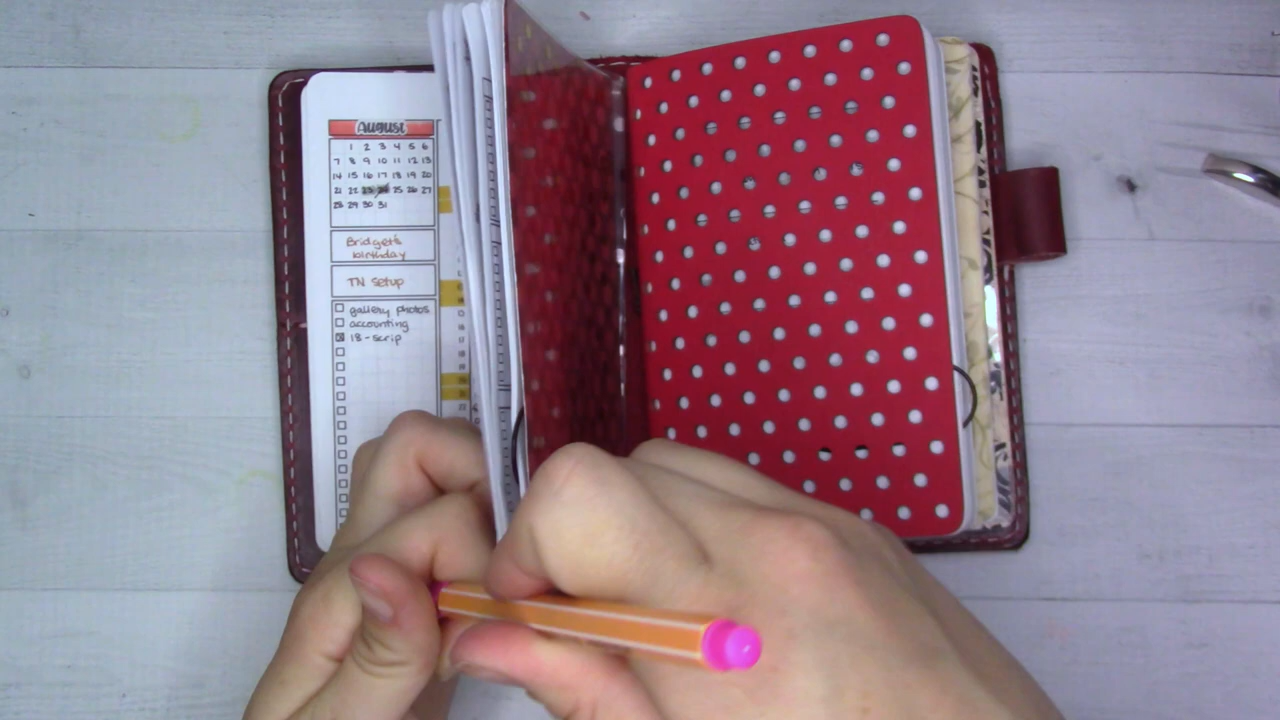 August
1 2 3 4 5 6
7 8 9 10 11 12 13
14 15 16 17 18 19 20
21 22 23 25 26 27
28 29 30 31
Bridget's
birthday
TN setup
gallery photos
accounting
18-scrip